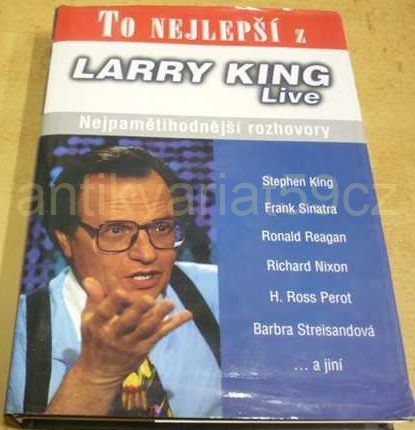 TO NEJLEPŠÍ Z
LARRY KING
Live
Nejpamětihodnější rozhovory
Stephen King
Frank Sinatra
Ronald Reagan
Richard Nixon
H. Ross Perot
Barbra Streisandová
... a jiní
antikvariat59cz